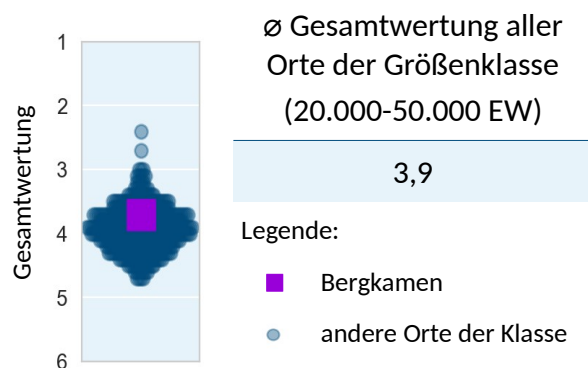 ø Gesamtwertung aller
Orte der Größenklasse
(20.000-50.000 EW)
3,9
Legende:
Bergkamen
andere Orte der Klasse
Gesamtwertung
1
2
3
4
5
6